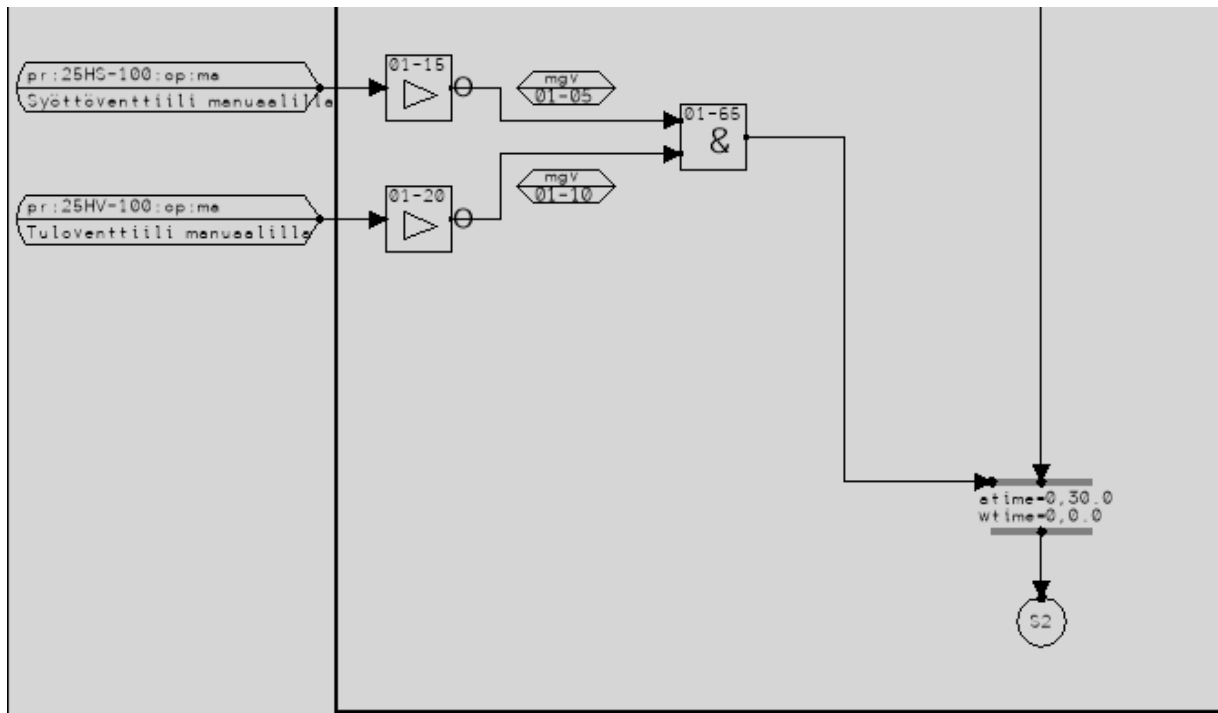 pr:25HS-100:op:ma
Syöttöventtiili manuaalilla
01-15
mgV
01-05
01-65
&
pr:25HV-100:op:ma
Tuloventtiili manuaalilla
01-20
mgV
01-10
atime=0,30.0
wtime=0,0.0
S2